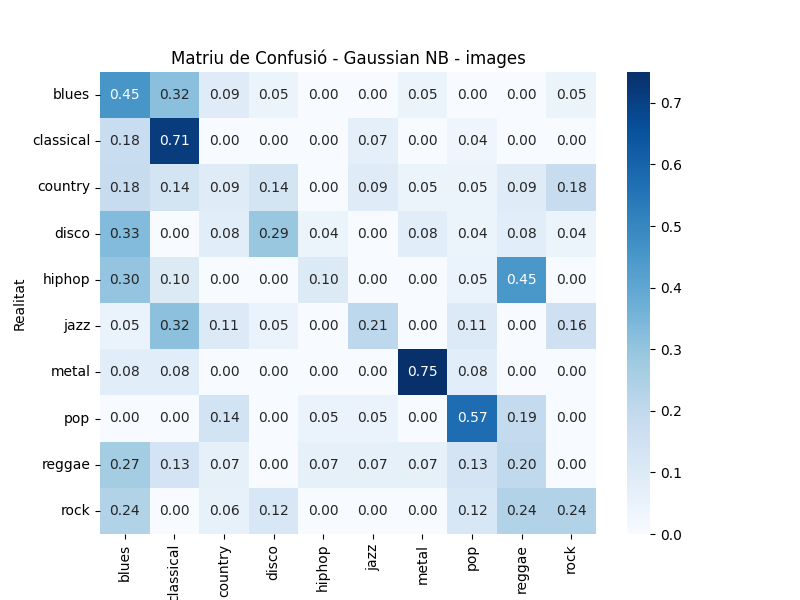 Matriu de Confusió - Gaussian NB - images
Realitat
blues 0.45 0.32 0.09 0.05 0.00 0.00 0.05 0.00 0.00 0.05
classical 0.18 0.71 0.00 0.00 0.00 0.07 0.00 0.04 0.00 0.00
country 0.18 0.14 0.09 0.14 0.00 0.09 0.05 0.05 0.09 0.18
disco 0.33 0.00 0.08 0.29 0.04 0.00 0.08 0.04 0.08 0.04
hiphop 0.30 0.10 0.00 0.00 0.10 0.00 0.00 0.05 0.45 0.00
jazz 0.05 0.32 0.11 0.05 0.00 0.21 0.00 0.11 0.00 0.16
metal 0.08 0.08 0.00 0.00 0.00 0.00 0.75 0.08 0.00 0.00
pop 0.00 0.00 0.14 0.00 0.05 0.05 0.00 0.57 0.19 0.00
reggae 0.27 0.13 0.07 0.00 0.07 0.07 0.07 0.13 0.20 0.00
rock 0.24 0.00 0.06 0.12 0.00 0.00 0.00 0.12 0.24 0.24
blues classical country disco hiphop jazz metal pop reggae rock
0.7
0.6
0.5
0.4
0.3
0.2
0.1
0.0